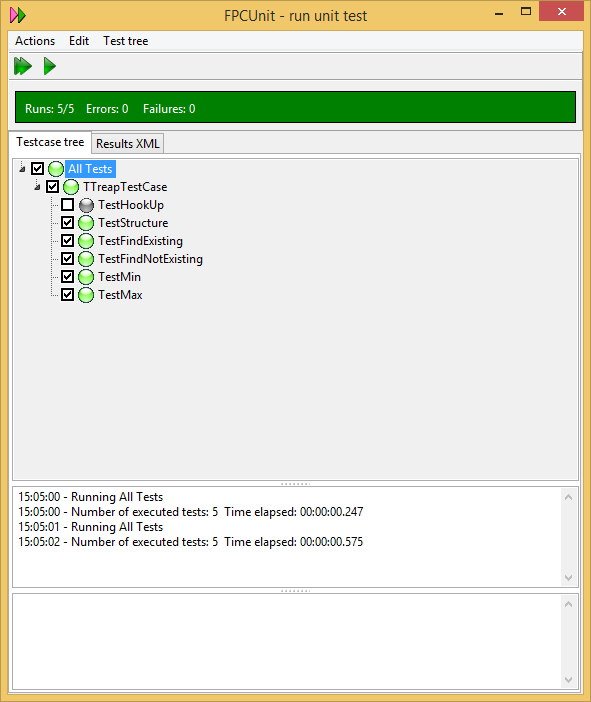 FPCUnit - run unit test
Actions Edit Test tree
Runs: 5/5 Errors: 0 Failures: 0
Testcase tree Results XML
All Tests
TTreapTestCase
TestHookUp
TestStructure
TestFindExisting
TestFindNotExisting
TestMin
TestMax
15:05:00 - Running All Tests
15:05:00 - Number of executed tests: 5 Time elapsed: 00:00:00.247
15:05:01 - Running All Tests
15:05:02 - Number of executed tests: 5 Time elapsed: 00:00:00.575